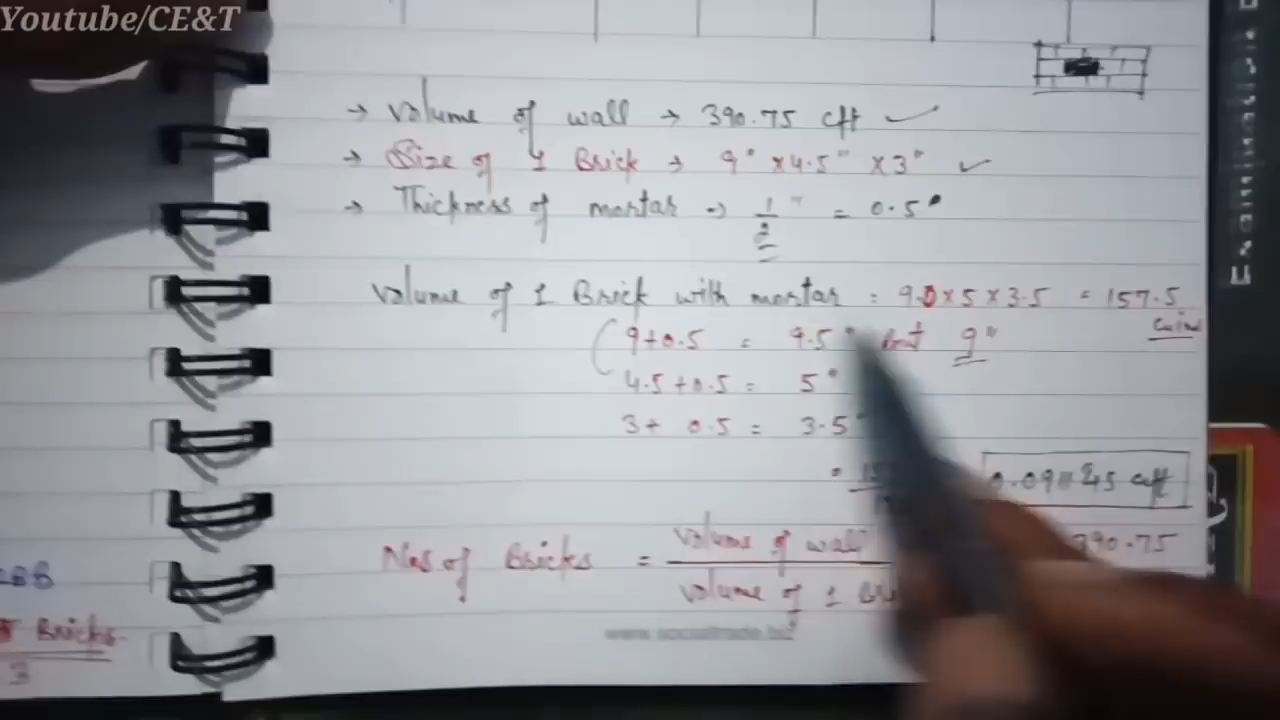 Youtube/CE&T
→ Volume of wall → 390.75 cft ✓
→ Size of 1 Brick → 9" × 4.5" × 3" ✓
→ Thickness of mortar → 1/2" = 0.5"
Volume of 1 Brick with mortar = 9.0 × 5 × 3.5 = 157.5
(9+0.5 = 9.5" but 9"
4.5+0.5 = 5"
3+ 0.5 = 3.5"
cft
Nos of Bricks = Volume of wall / Volume of 1 390.75
Bricks
3